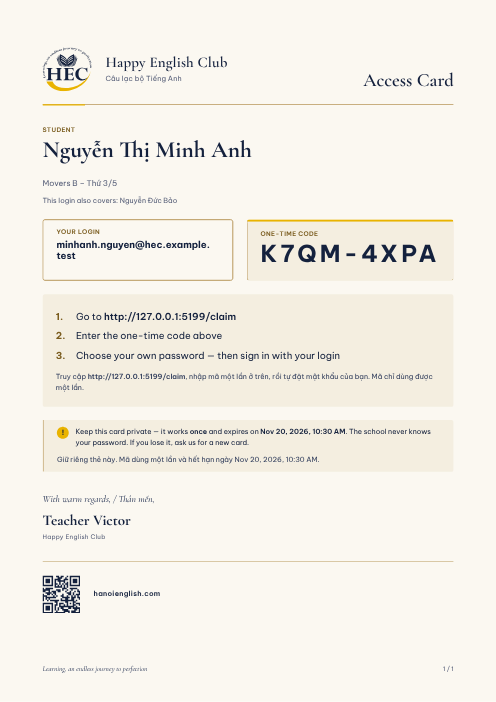 Learning, an endless journey to perfection
HEC
Happy English Club
Câu lạc bộ Tiếng Anh
Access Card
STUDENT
Nguyễn Thị Minh Anh
Movers B – Thứ 3/5
This login also covers: Nguyễn Đức Bảo
YOUR LOGIN
minhanh.nguyen@hec.example.
test
ONE-TIME CODE
K7QM-4XPA
1. Go to http://127.0.0.1:5199/claim
2. Enter the one-time code above
3. Choose your own password — then sign in with your login
Truy cập http://127.0.0.1:5199/claim, nhập mã một lần ở trên, rồi tự đặt mật khẩu của bạn. Mã chỉ dùng được
một lần.
! Keep this card private — it works once and expires on Nov 20, 2026, 10:30 AM. The school never knows
your password. If you lose it, ask us for a new card.
Giữ riêng thẻ này. Mã dùng một lần và hết hạn ngày Nov 20, 2026, 10:30 AM.
With warm regards, / Thân mến,
Teacher Victor
Happy English Club
hanoienglish.com
Learning, an endless journey to perfection
1 / 1